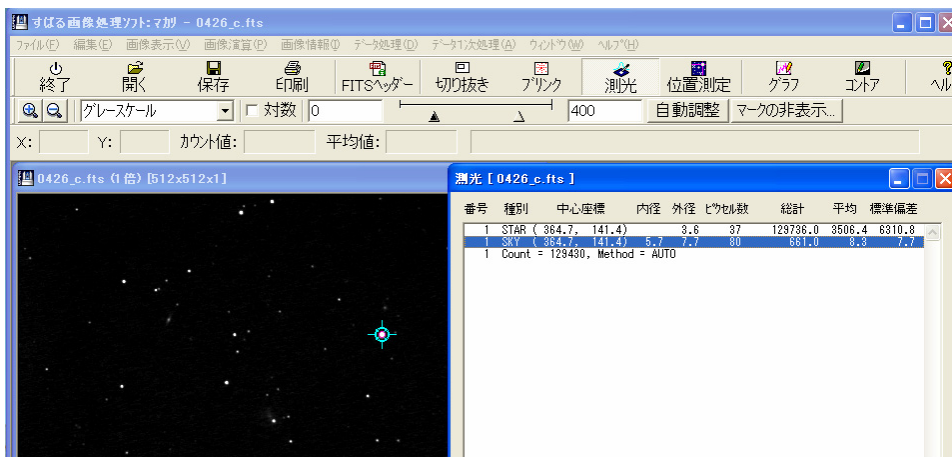 すばる画像処理ソフト:マカリ - 0426_c.fts
ファイル(F) 編集(E) 画像表示(V) 画像演算(P) 画像情報(I) データ処理(D) データ1次処理(A) ウィンドウ(W) ヘルプ(H)
終了 開く 保存 印刷 FITSヘッダー 切り抜き ブリンク 測光 位置測定 グラフ コントア ヘル
グレースケール 対数 0 400 自動調整 マークの非表示...
X: Y: カウント値: 平均値:
0426_c.fts (1倍) [512x512x1]
測光 [ 0426_c.fts ]
番号 種別 中心座標 内径 外径 ピクセル数 総計 平均 標準偏差
1 STAR ( 364.7, 141.4) 3.6 37 129736.0 3506.4 6310.8
1 SKY ( 364.7, 141.4) 5.7 7.7 80 661.0 8.3 7.7
1 Count = 129430, Method = AUTO